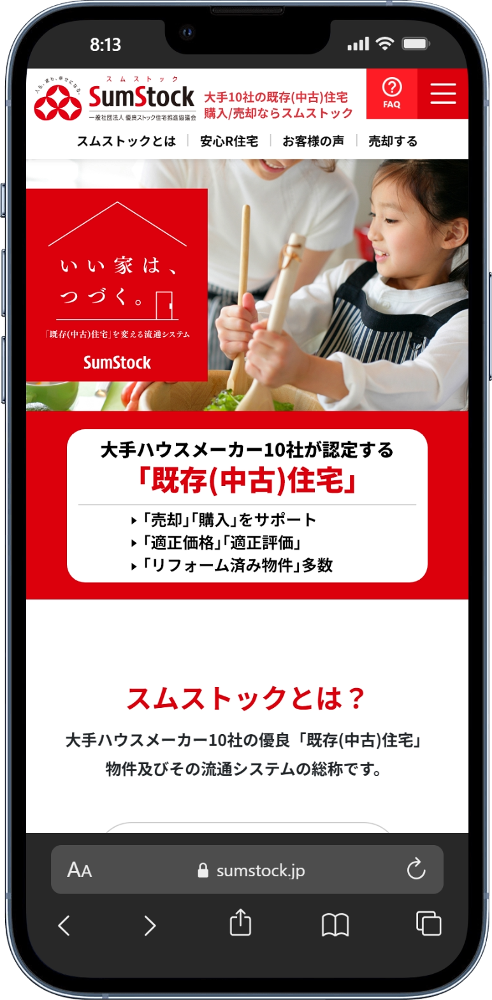 8:13
人も、家も、幸せになる。
スムストック
SumStock
一般社団法人 優良ストック住宅推進協議会
大手10社の既存(中古)住宅
購入/売却ならスムストック
?
FAQ
スムストックとは
安心R住宅
お客様の声
売却する
いい家は、
つづく。
「既存(中古)住宅」を変える流通システム
SumStock
大手ハウスメーカー10社が認定する
「既存(中古)住宅」
「売却」「購入」をサポート
「適正価格」「適正評価」
「リフォーム済み物件」多数
スムストックとは？
大手ハウスメーカー10社の優良「既存(中古)住宅」
物件及びその流通システムの総称です。
AA
sumstock.jp